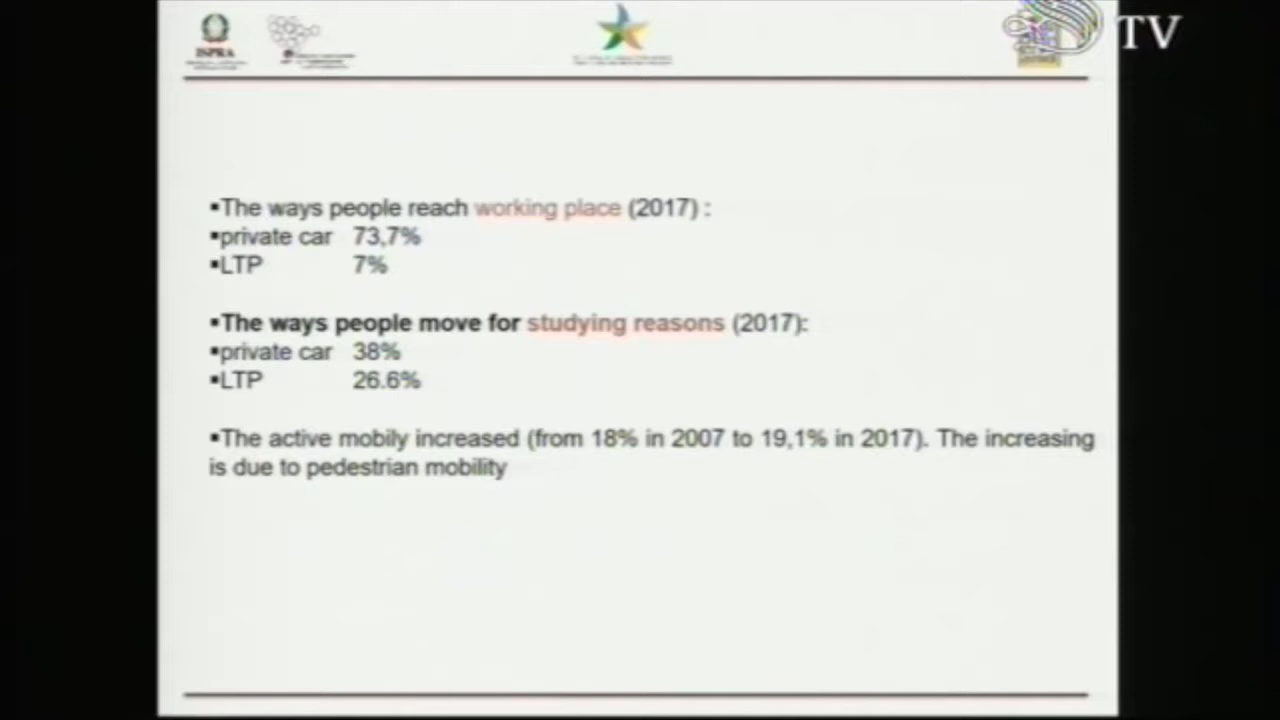 ISPRA
TV
▪The ways people reach working place (2017) :
▪private car 73,7%
▪LTP 7%
▪The ways people move for studying reasons (2017):
▪private car 38%
▪LTP 26.6%
▪The active mobily increased (from 18% in 2007 to 19,1% in 2017). The increasing
is due to pedestrian mobility